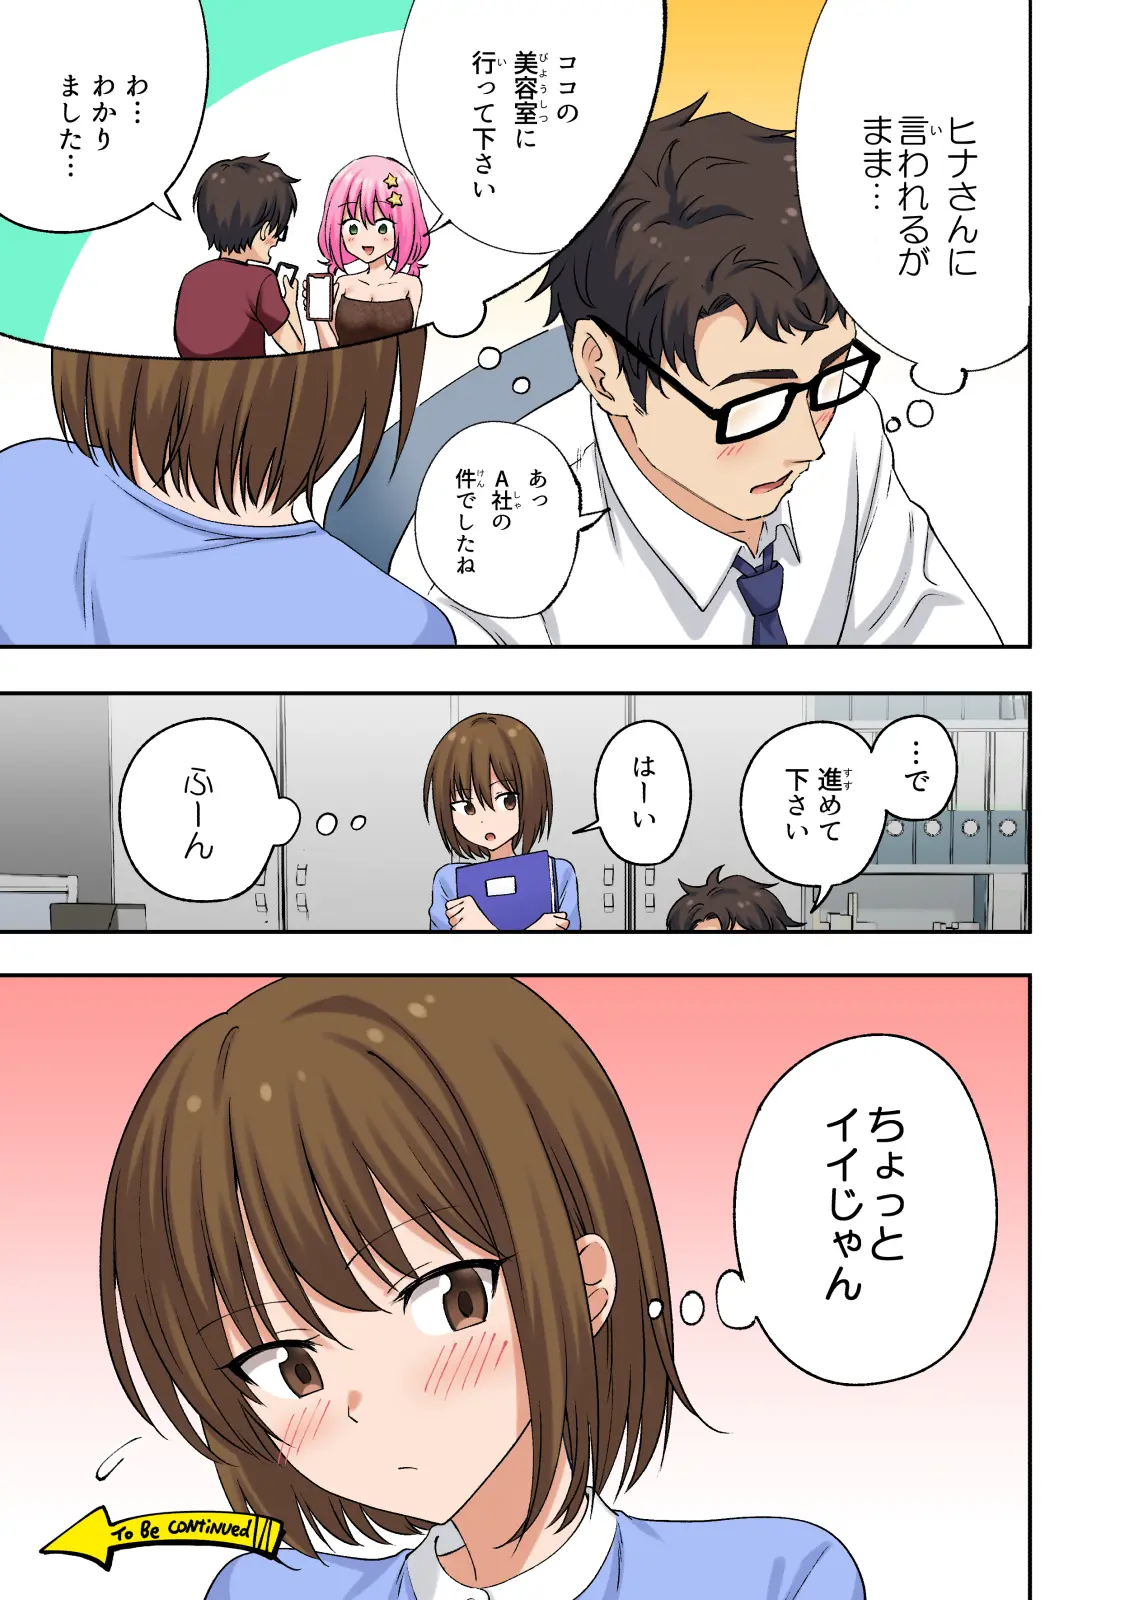 ヒナさんに
言われるが
まま…
ココの
美容室に
行って下さい
わ…
わかり
ました…
あっ
A社の
件でしたね
…で
進めて
下さい
はーい
ふーん
ちょっと
イイじゃん
To Be Continued